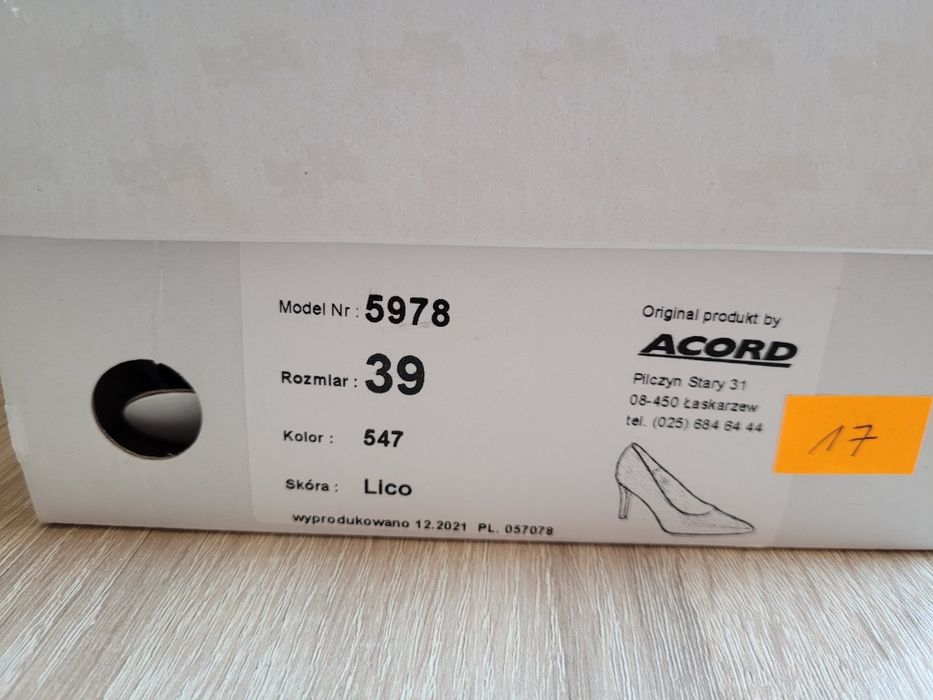 Model Nr : 5978
Rozmiar : 39
Kolor : 547
Skóra : Lico
wyprodukowano 12.2021 PL. 057078
Original produkt by
ACORD
Pilczyn Stary 31
08-450 Łaskarzew
tel. (025) 684 64 44
17